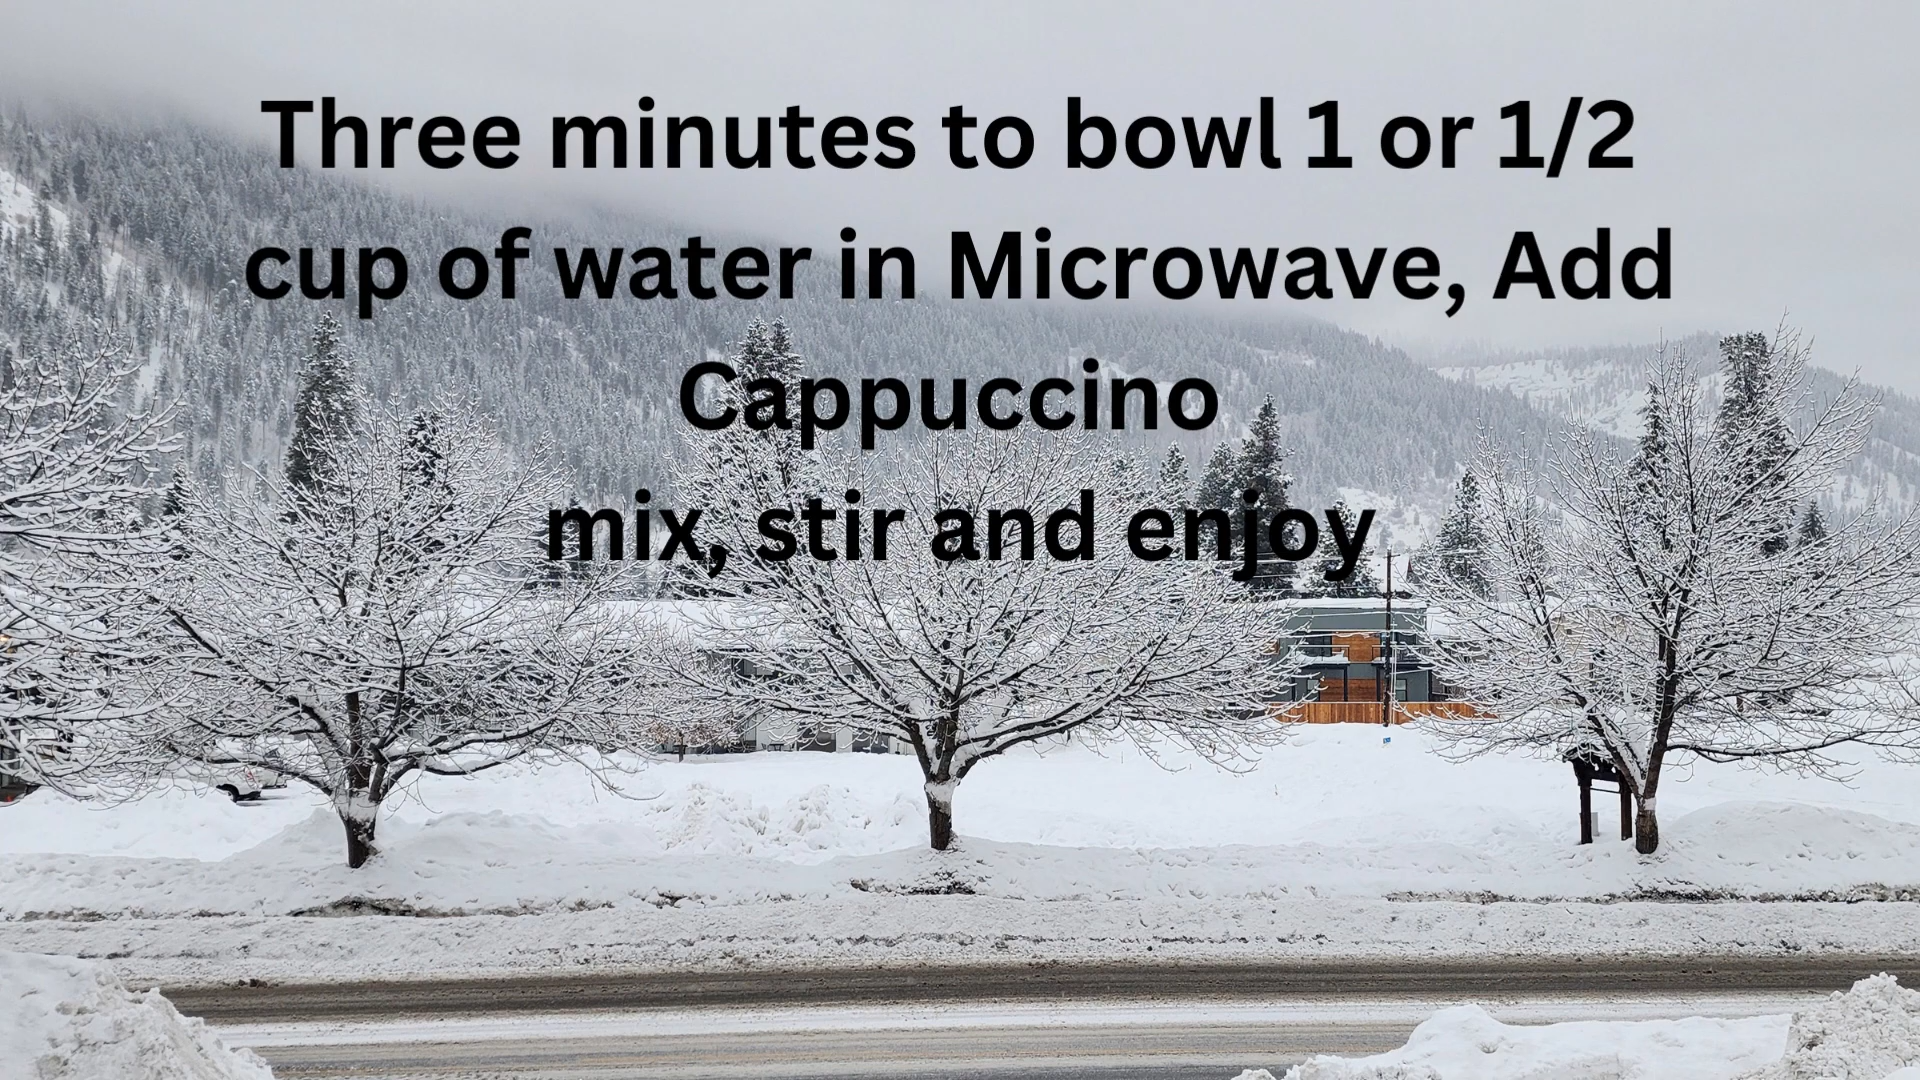 Three minutes to bowl 1 or 1/2
cup of water in Microwave, Add
Cappuccino
mix, stir and enjoy